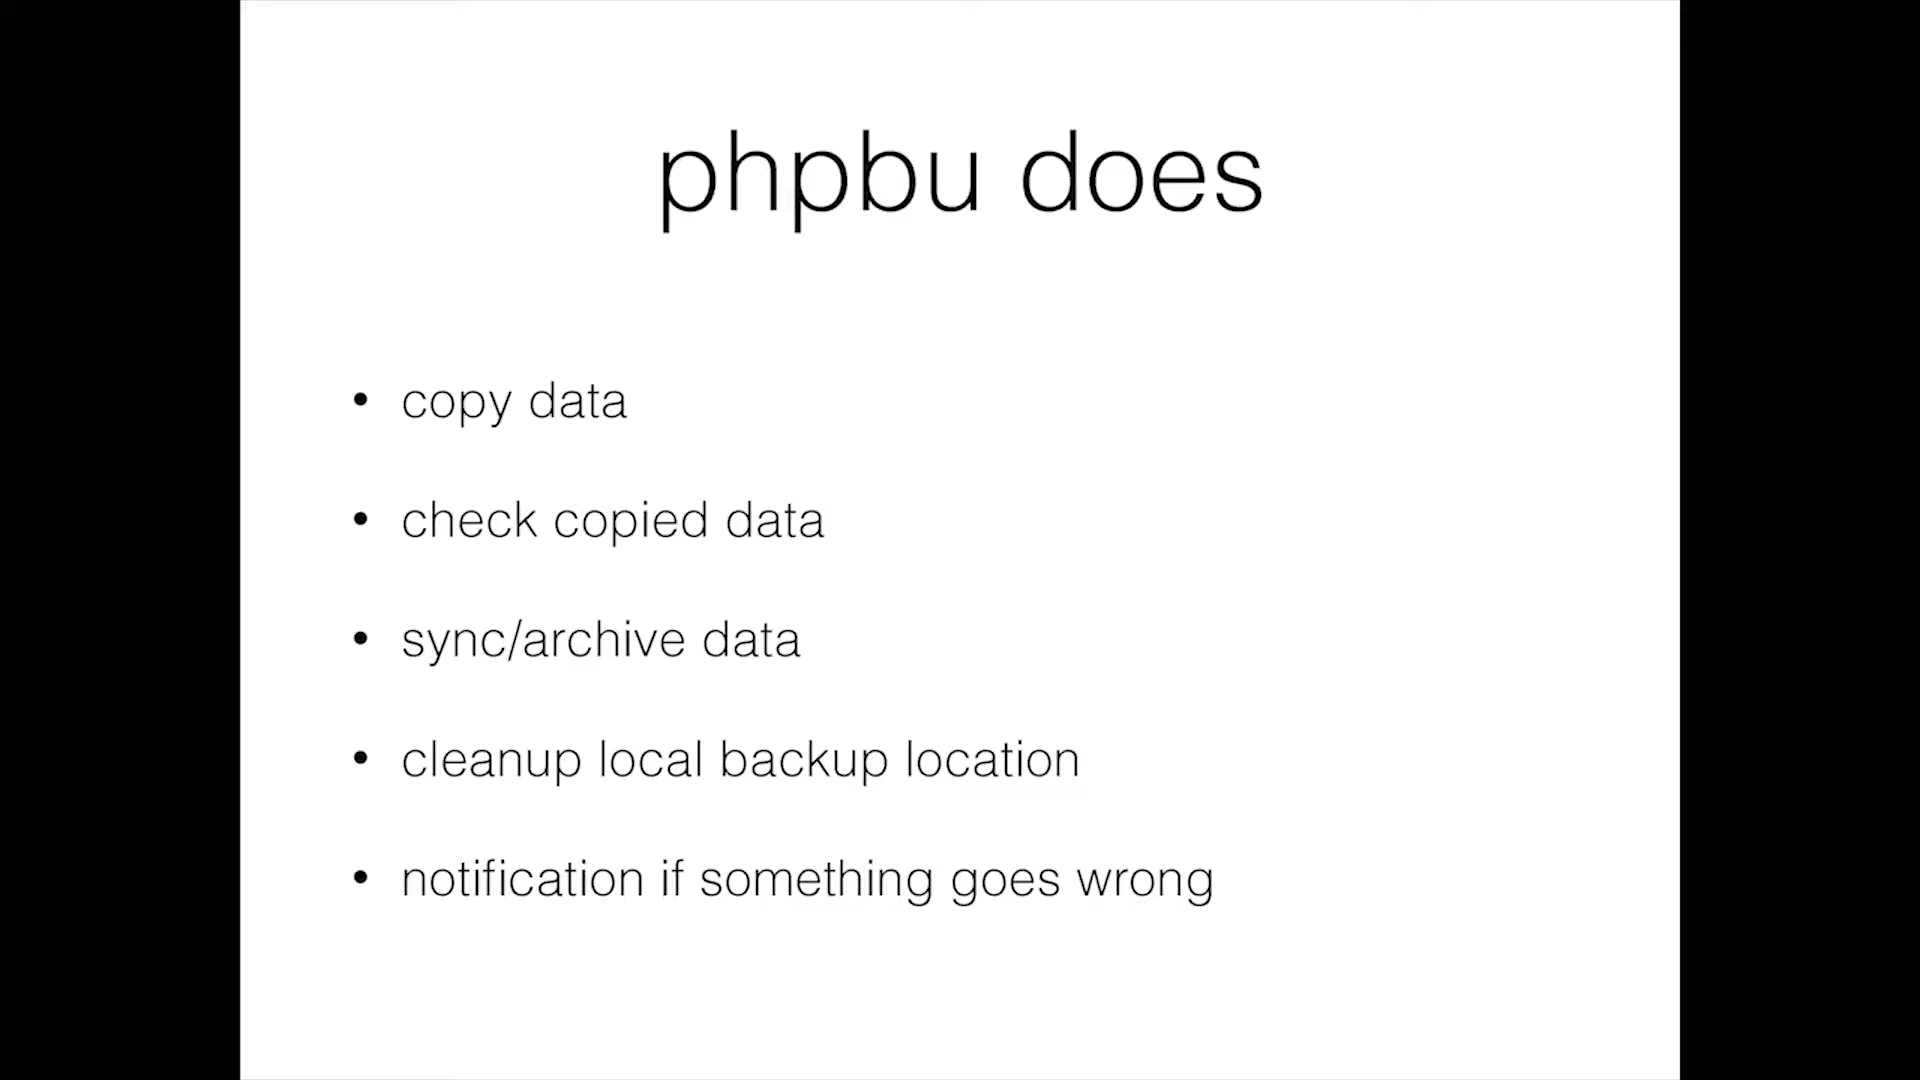 phpbu does
• copy data
• check copied data
• sync/archive data
• cleanup local backup location
• notification if something goes wrong